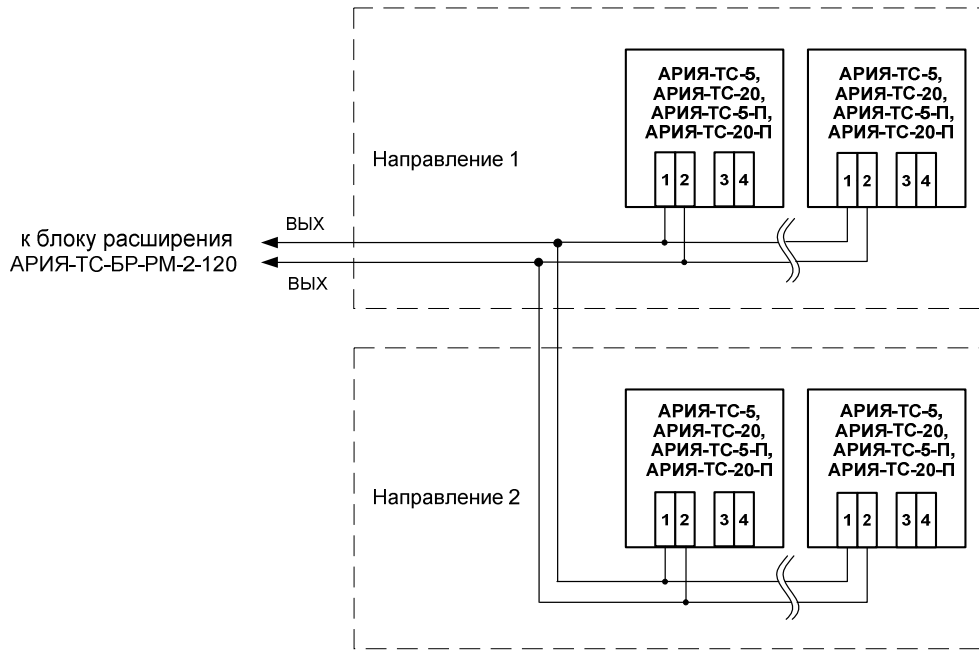 АРИЯ-ТС-5,
АРИЯ-ТС-20,
АРИЯ-ТС-5-П,
АРИЯ-ТС-20-П
1 2 3 4
АРИЯ-ТС-5,
АРИЯ-ТС-20,
АРИЯ-ТС-5-П,
АРИЯ-ТС-20-П
1 2 3 4
Направление 1
ВЫХ
к блоку расширения
АРИЯ-ТС-БР-РМ-2-120
ВЫХ
АРИЯ-ТС-5,
АРИЯ-ТС-20,
АРИЯ-ТС-5-П,
АРИЯ-ТС-20-П
1 2 3 4
АРИЯ-ТС-5,
АРИЯ-ТС-20,
АРИЯ-ТС-5-П,
АРИЯ-ТС-20-П
1 2 3 4
Направление 2